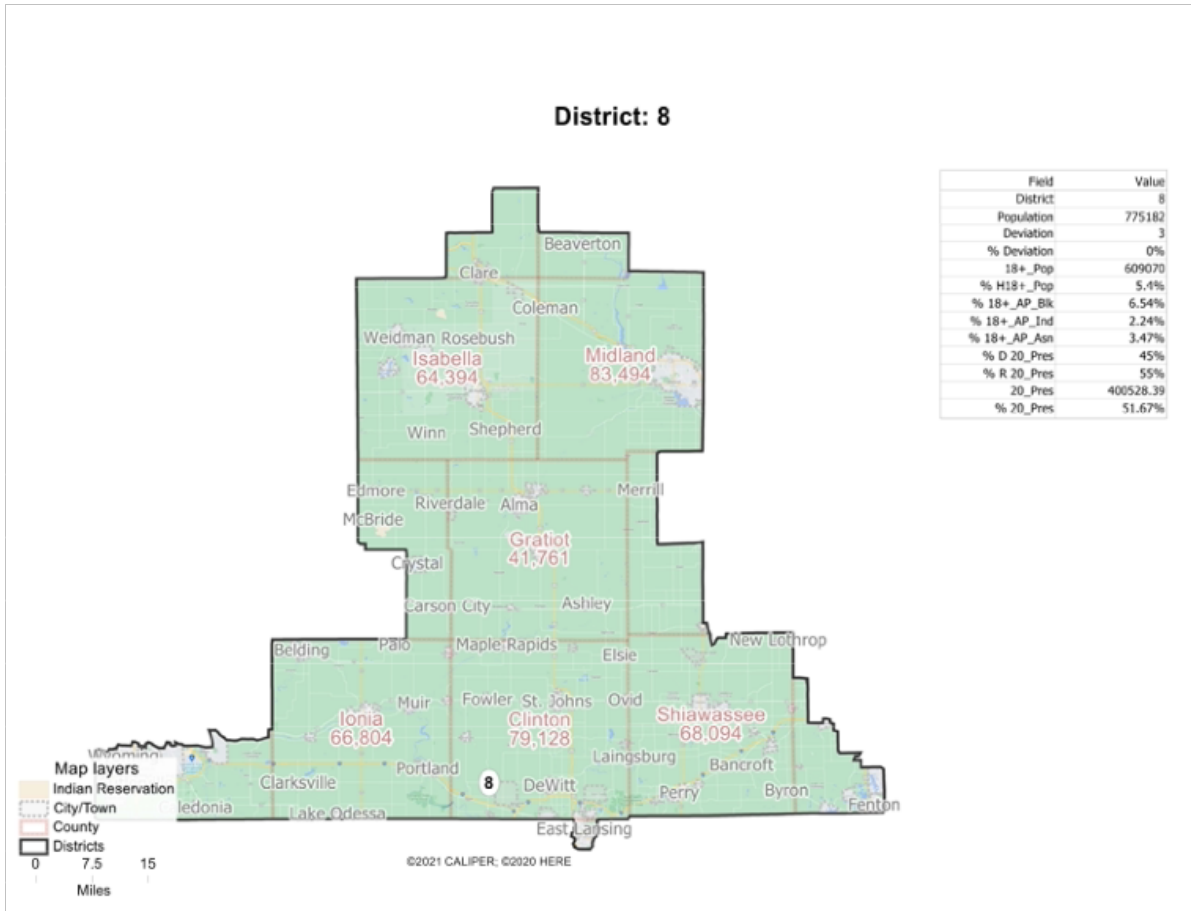 District: 8
Field Value
District 8
Population 775182
Deviation 3
% Deviation 0%
18+_Pop 609070
% H18+_Pop 5.4%
% 18+_AP_Blk 6.54%
% 18+_AP_Ind 2.24%
% 18+_AP_Asn 3.47%
% D 20_Pres 45%
% R 20_Pres 55%
20_Pres 400528.39
% 20_Pres 51.67%
Beaverton
Clare
Coleman
Weidman Rosebush
Isabella
64,394
Midland
83,494
Winn
Shepherd
Edmore
Riverdale
Alma
Merrill
McBride
Gratiot
41,761
Crystal
Carson City
Ashley
Belding
Palo
Maple Rapids
Elsie
New Lothrop
Muir
Fowler
St. Johns
Ovid
Ionia
66,804
Clinton
79,128
Shiawassee
68,094
Wyoming
Laingsburg
Bancroft
Portland
Clarksville
8
DeWitt
Perry
Byron
Fenton
Lake Odessa
East Lansing
Map layers
Indian Reservation
City/Town
County
Districts
0 7.5 15
Miles
©2021 CALIPER; ©2020 HERE